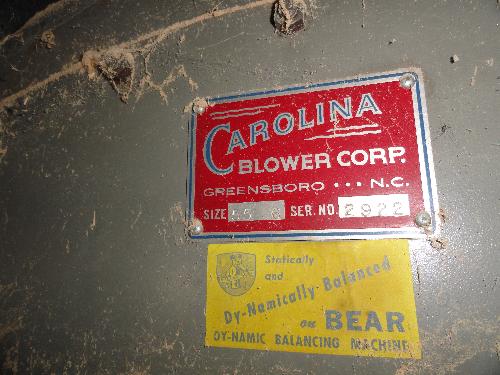 CAROLINA
BLOWER CORP.
GREENSBORO ••• N.C.
SIZE SER. NO. 2922
Statically
and
Dy-Namically Balanced
on BEAR
DY-NAMIC BALANCING MACHINE